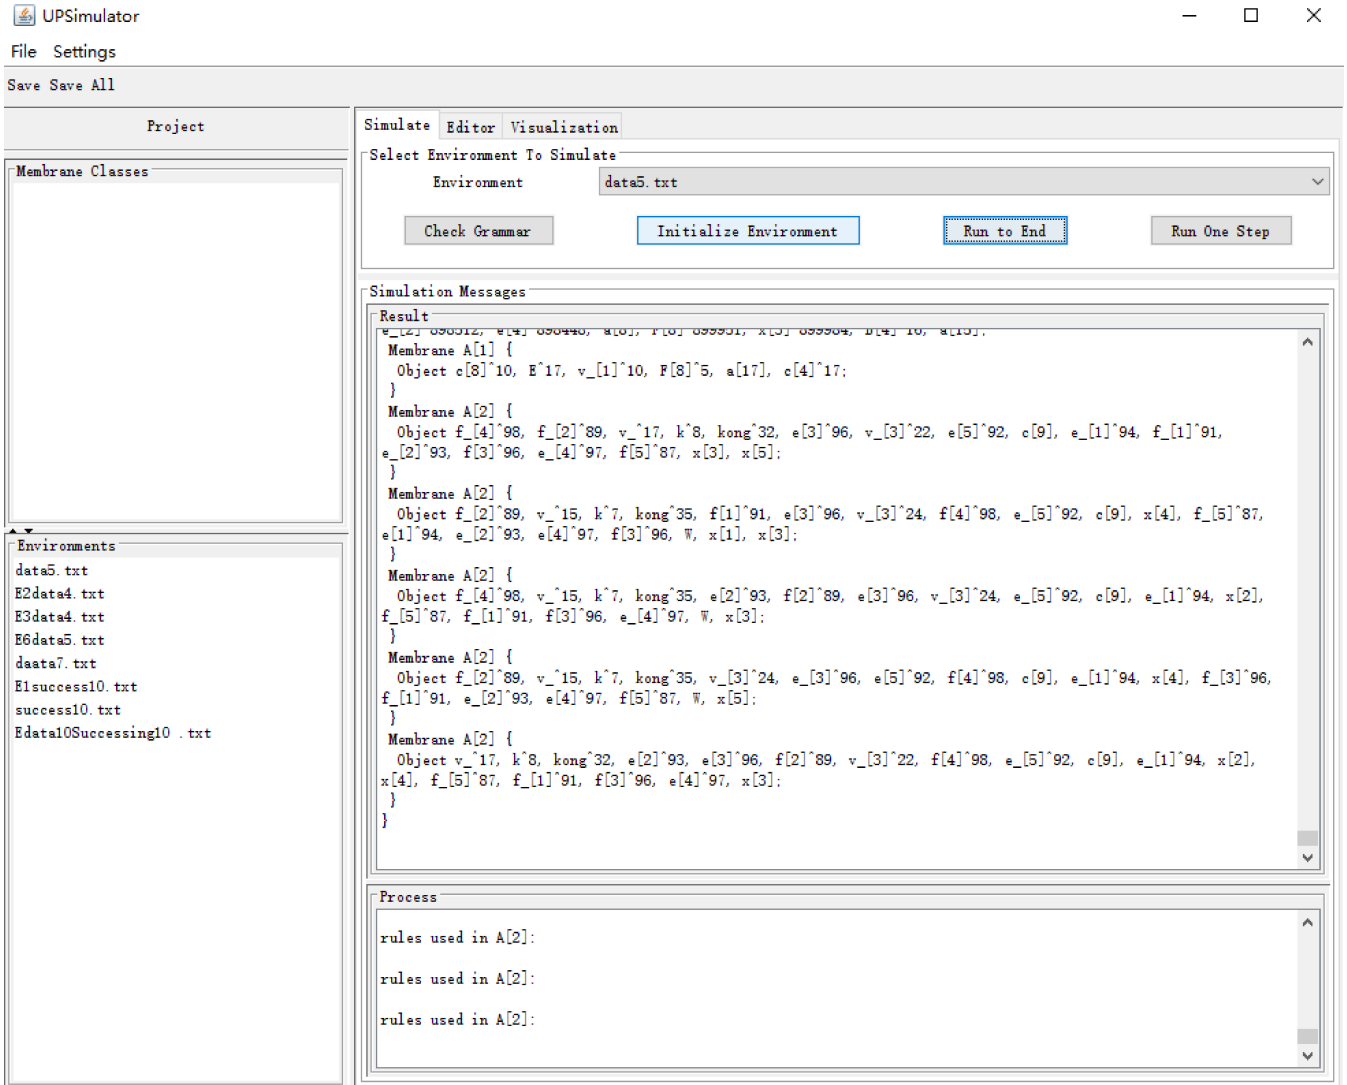 UPSimulator
File Settings
Save Save All
Project
Membrane Classes
Environments
data5.txt
E2data4.txt
E3data4.txt
E6data5.txt
daata7.txt
E1success10.txt
success10.txt
Edata10Successing10 .txt
Simulate Editor Visualization
Select Environment To Simulate
Environment data5.txt
Check Grammar Initialize Environment Run to End Run One Step
Simulation Messages
Result
Membrane A[1] {
Object c[8]^10, E^17, v_[1]^10, F[8]^5, a[17], c[4]^17;
}
Membrane A[2] {
Object f_[4]^98, f_[2]^89, v_^17, k^8, kong^32, e[3]^96, v_[3]^22, e[5]^92, c[9], e_[1]^94, f_[1]^91,
e_[2]^93, f[3]^96, e_[4]^97, f[5]^87, x[3], x[5];
}
Membrane A[2] {
Object f_[2]^89, v_^15, k^7, kong^35, f[1]^91, e[3]^96, v_[3]^24, f[4]^98, e_[5]^92, c[9], x[4], f_[5]^87,
e[1]^94, e_[2]^93, e[4]^97, f[3]^96, W, x[1], x[3];
}
Membrane A[2] {
Object f_[4]^98, v_^15, k^7, kong^35, e[2]^93, f[2]^89, e[3]^96, v_[3]^24, e_[5]^92, c[9], e_[1]^94, x[2],
f_[5]^87, f_[1]^91, f[3]^96, e_[4]^97, W, x[3];
}
Membrane A[2] {
Object f_[2]^89, v_^15, k^7, kong^35, v_[3]^24, e_[3]^96, e[5]^92, f[4]^98, c[9], e_[1]^94, x[4], f_[3]^96,
f_[1]^91, e_[2]^93, e[4]^97, f[5]^87, W, x[5];
}
Membrane A[2] {
Object v_^17, k^8, kong^32, e[2]^93, e[3]^96, f[2]^89, v_[3]^22, f[4]^98, e_[5]^92, c[9], e_[1]^94, x[2],
x[4], f_[5]^87, f_[1]^91, f[3]^96, e[4]^97, x[3];
}
}
Process
rules used in A[2]:
rules used in A[2]:
rules used in A[2]: